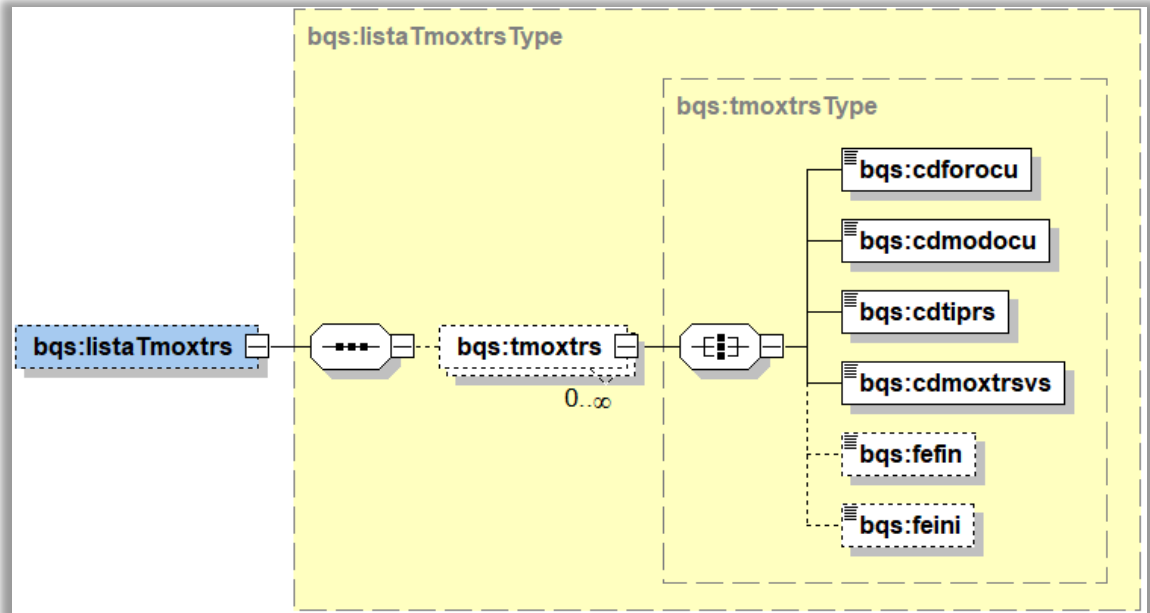 bqs:listaTmoxtrsType
bqs:tmoxtrsType
bqs:cdforocu
bqs:cdmodocu
bqs:cdtiprs
bqs:listaTmoxtrs
bqs:tmoxtrs
0..∞
bqs:cdmoxtrsvs
bqs:fefin
bqs:feini